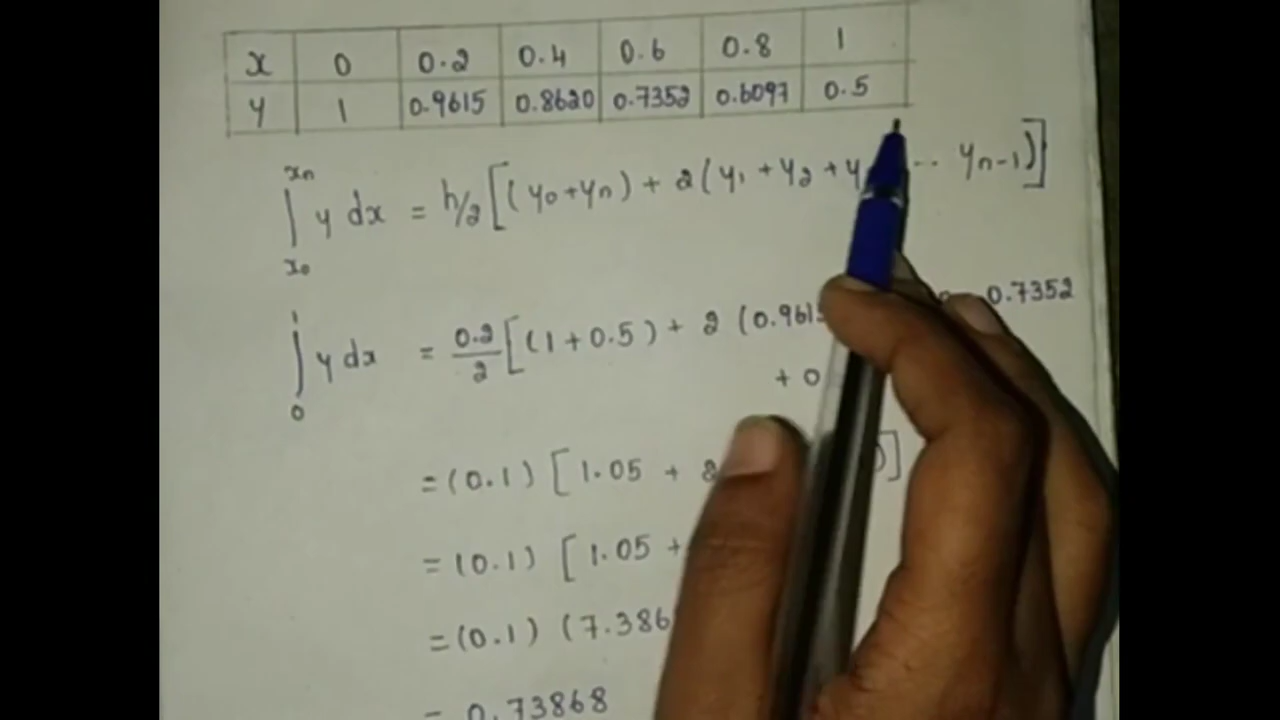 x 0 0.2 0.4 0.6 0.8 1
y 1 0.9615 0.8620 0.7352 0.6097 0.5
∫ₓ₀ˣⁿ y dx = h/2 [(y₀+yₙ) + 2(y₁ + y₂ + y ... yₙ₋₁)]
∫₀¹ y dx = 0.2/2 [(1+0.5) + 2 (0.961 0.7352
+ 0
= (0.1) [1.05 + 2 )]
= (0.1) [1.05 +
= (0.1) (7.386
= 0.73868